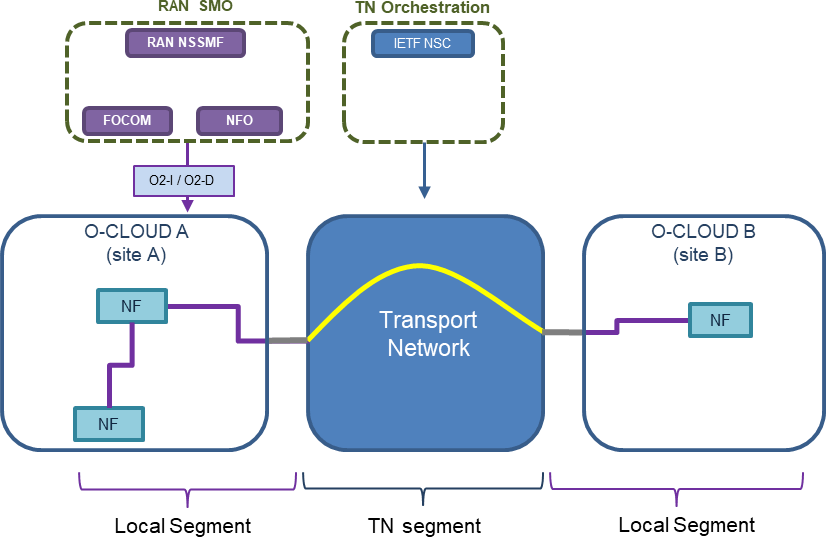 RAN SMO
TN Orchestration
RAN NSSMF
IETF NSC
FOCOM
NFO
O2-I / O2-D
O-CLOUD A
(site A)
O-CLOUD B
(site B)
NF
Transport
Network
NF
NF
Local Segment
TN segment
Local Segment